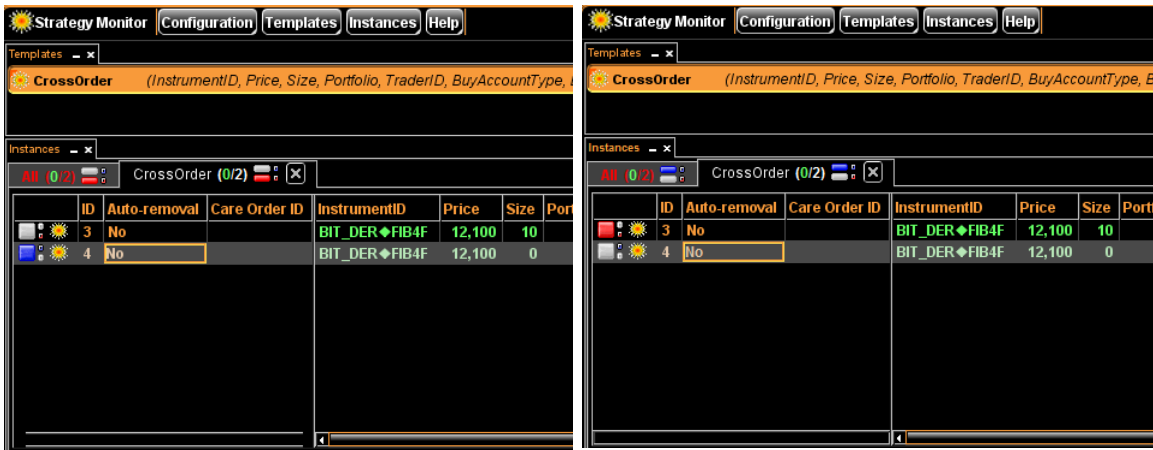 Strategy Monitor Configuration Templates Instances Help
Templates
CrossOrder (InstrumentID, Price, Size, Portfolio, TraderID, BuyAccountType,
Instances
All (0/2) CrossOrder (0/2)
ID Auto-removal Care Order ID InstrumentID Price Size Port
3 No BIT_DER◆FIB4F 12,100 10
4 No BIT_DER◆FIB4F 12,100 0
Strategy Monitor Configuration Templates Instances Help
Templates
CrossOrder (InstrumentID, Price, Size, Portfolio, TraderID, BuyAccountType, B
Instances
All (0/2) CrossOrder (0/2)
ID Auto-removal Care Order ID InstrumentID Price Size Portf
3 No BIT_DER◆FIB4F 12,100 10
4 No BIT_DER◆FIB4F 12,100 0